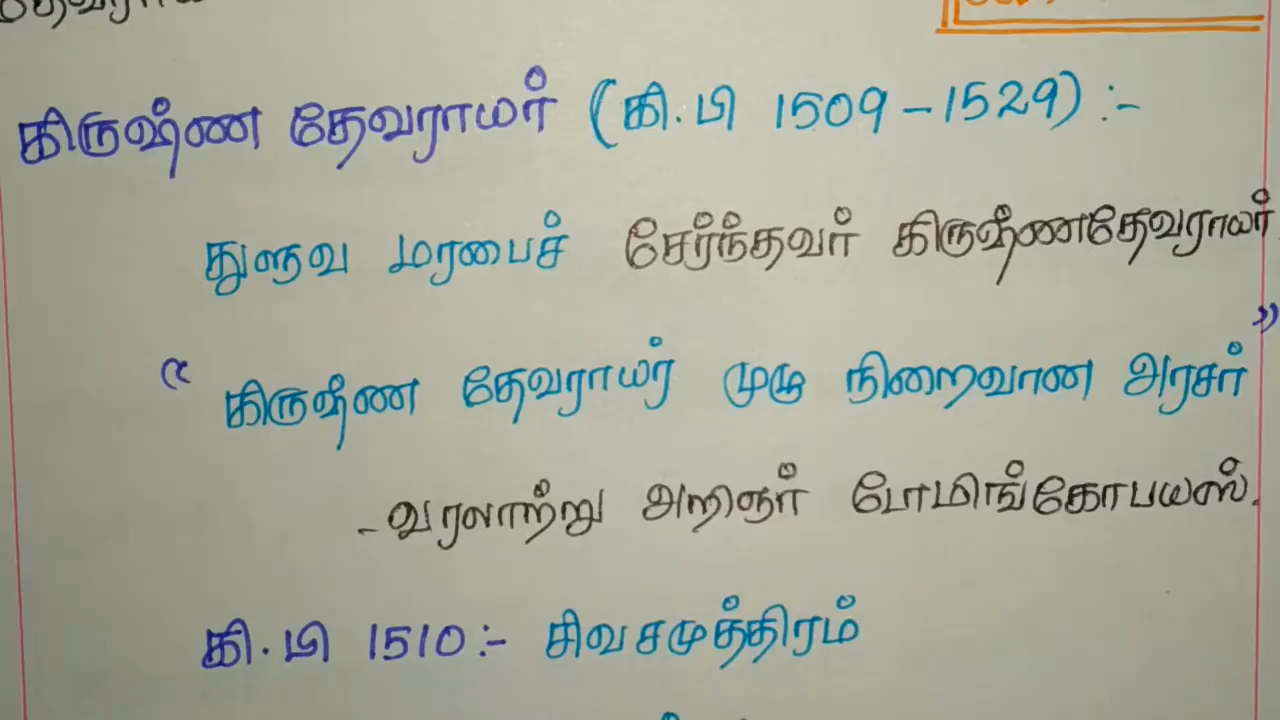 கிருஷ்ண தேவராயர் (கி.பி 1509 - 1529) :-
துளுவ மரபைச் சேர்ந்தவர் கிருஷ்ணதேவராயர்
“ கிருஷ்ண தேவராயர் முழு நிறைவான அரசர் ”
- வரலாற்று அறிஞர் போமிங்கோபயஸ்.
கி.பி 1510 :- சிவசமுத்திரம்